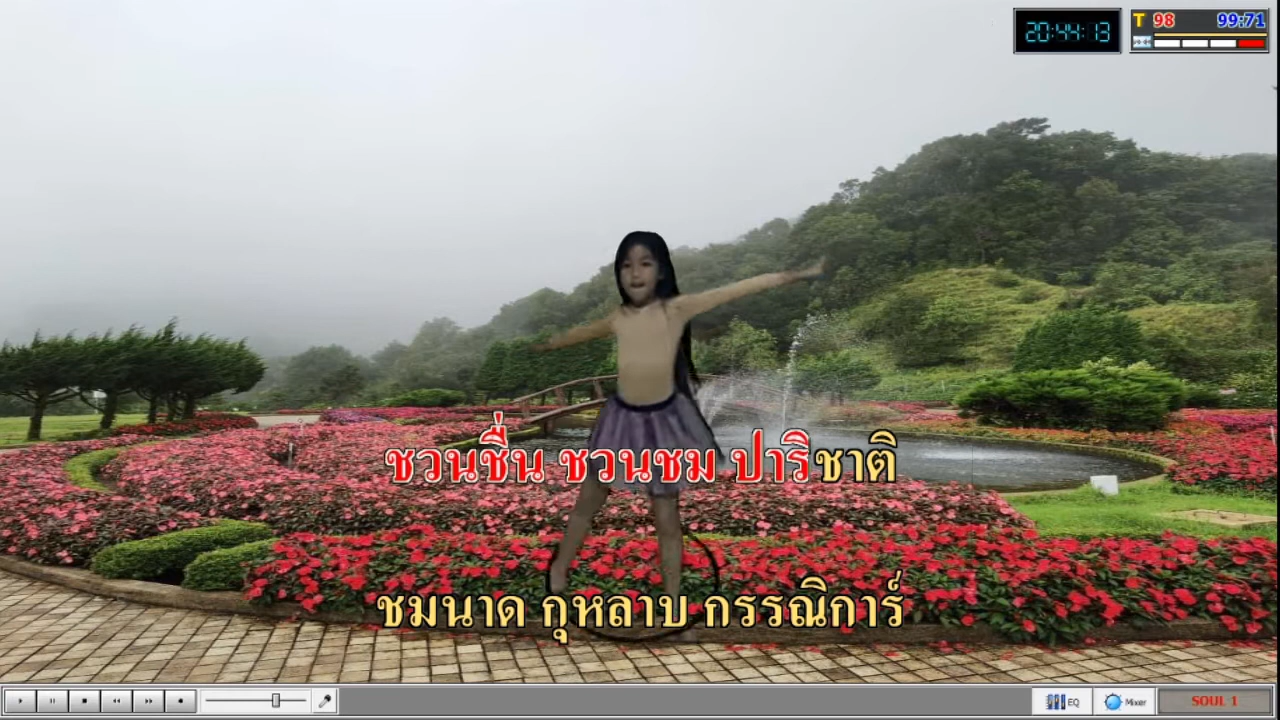 20:44:13
T 98 99:71
ชวนชื่น ชวนชม ปาริชาติ
ชมนาด กุหลาบ กรรณิการ์
EQ Mixer SOUL 1